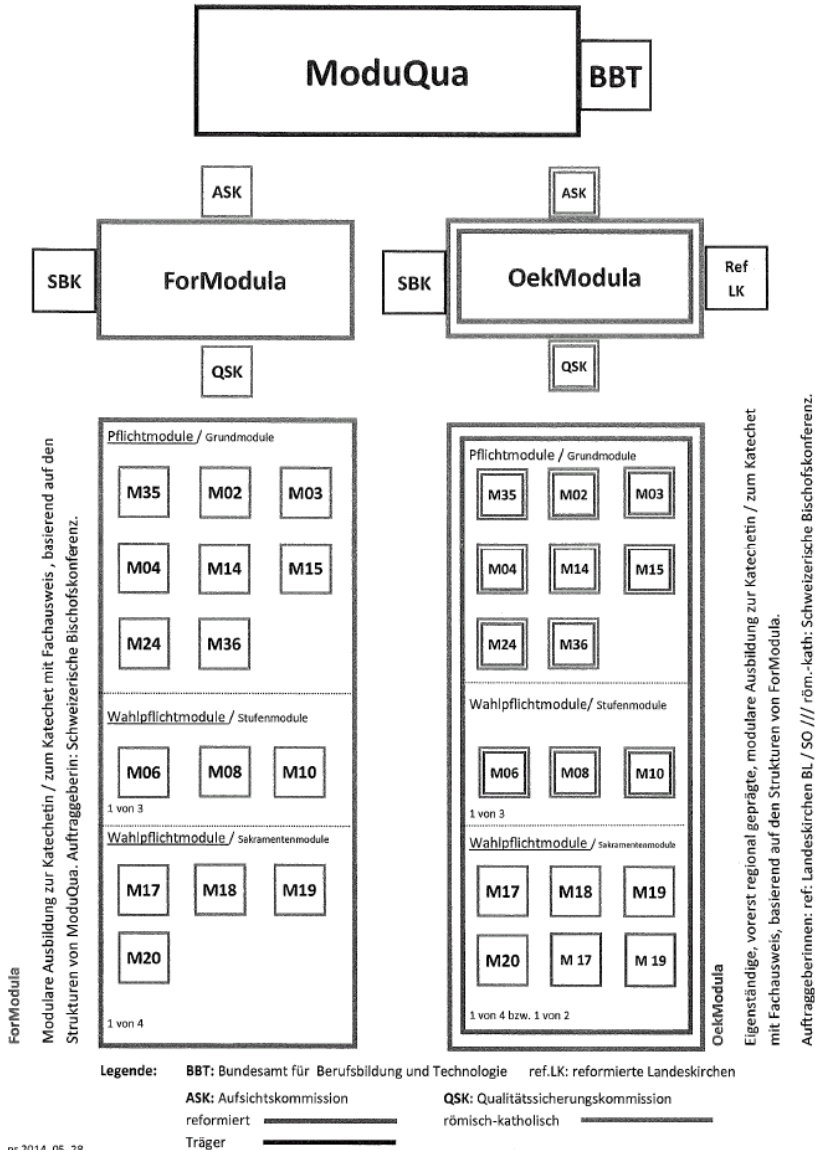 ModuQua
BBT
ASK
ASK
SBK
ForModula
SBK
OekModula
Ref
LK
QSK
QSK
ForModula
Modulare Ausbildung zur Katechetin / zum Katechet mit Fachausweis , basierend auf den
Strukturen von ModuQua. Auftraggeberin: Schweizerische Bischofskonferenz.
Pflichtmodule / Grundmodule
M35 M02 M03
M04 M14 M15
M24 M36
Wahlpflichtmodule / Stufenmodule
M06 M08 M10
1 von 3
Wahlpflichtmodule / Sakramentenmodule
M17 M18 M19
M20
1 von 4
Pflichtmodule / Grundmodule
M35 M02 M03
M04 M14 M15
M24 M36
Wahlpflichtmodule/ Stufenmodule
M06 M08 M10
1 von 3
Wahlpflichtmodule / Sakramentenmodule
M17 M18 M19
M20 M 17 M 19
1 von 4 bzw. 1 von 2
OekModula
Eigenständige, vorerst regional geprägte, modulare Ausbildung zur Katechetin / zum Katechet
mit Fachausweis, basierend auf den Strukturen von ForModula.
Auftraggeberinnen: ref: Landeskirchen BL / SO /// röm.-kath: Schweizerische Bischofskonferenz.
Legende: BBT: Bundesamt für Berufsbildung und Technologie ref.LK: reformierte Landeskirchen
ASK: Aufsichtskommission QSK: Qualitätssicherungskommission
reformiert römisch-katholisch
Träger
2014 05 28